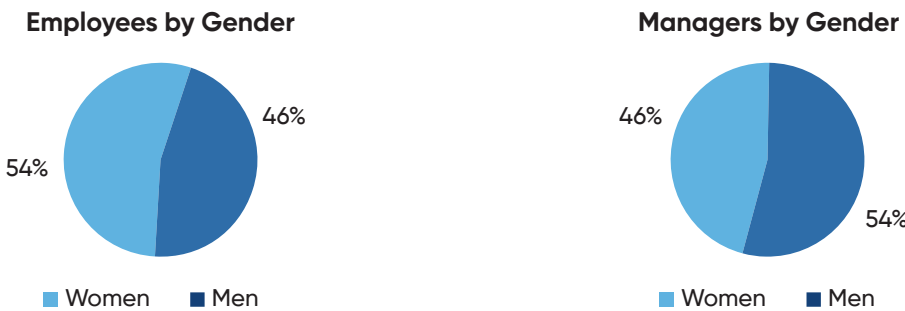 Employees by Gender
46%
54%
Women Men
Managers by Gender
46%
54%
Women Men